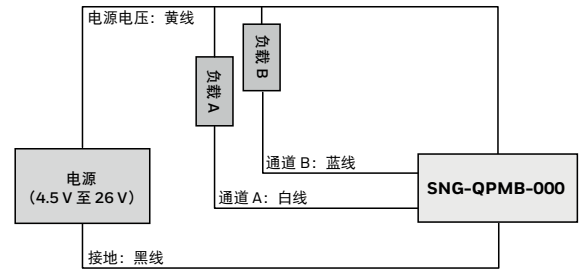 电源电压：黄线
负载 A
负载 B
通道 B：蓝线
电源
（4.5 V 至 26 V）
通道 A：白线
SNG-QPMB-000
接地：黑线